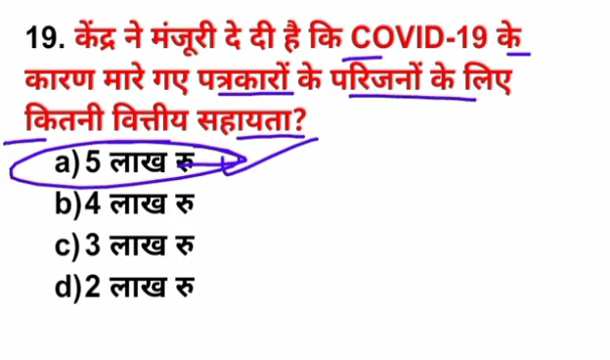 19. केंद्र ने मंजूरी दे दी है कि COVID-19 के
कारण मारे गए पत्रकारों के परिजनों के लिए
कितनी वित्तीय सहायता?
a) 5 लाख रु
b)4 लाख रु
c) 3 लाख रु
d)2 लाख रु